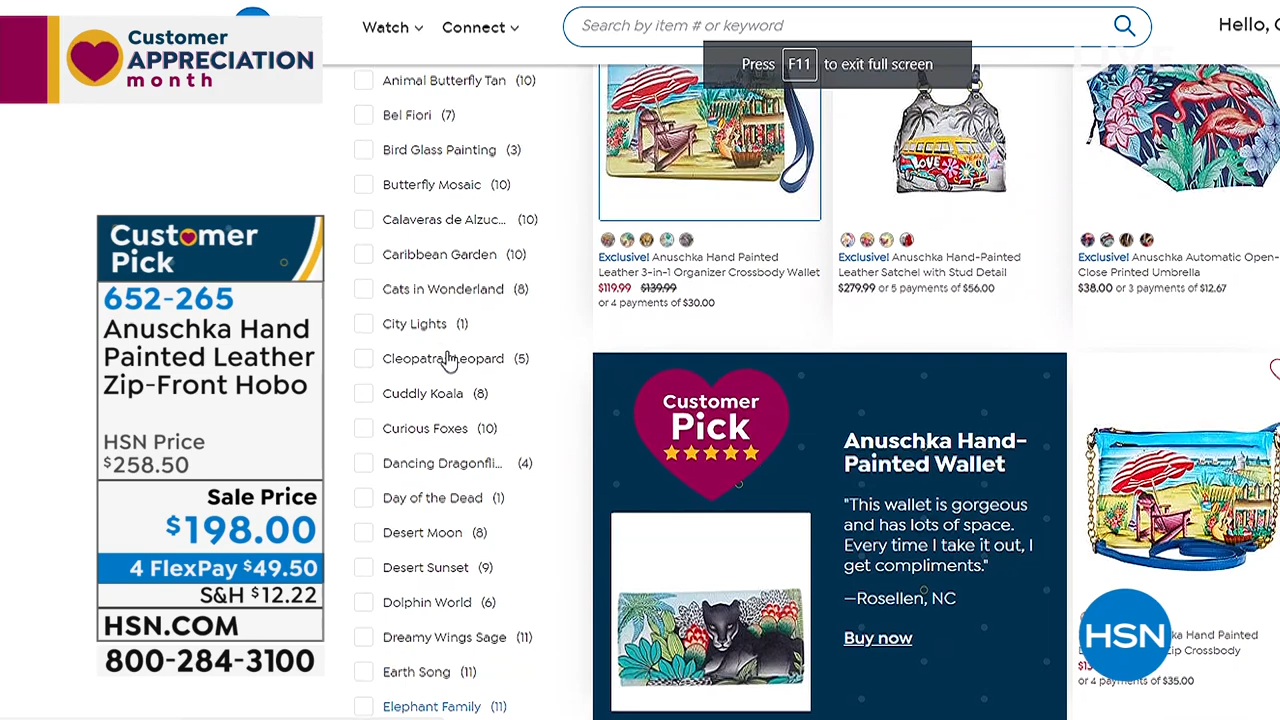 Customer
APPRECIATION
month
Watch
Connect
Search by item # or keyword
Hello,
Press F11 to exit full screen
Customer
Pick
652-265
Anuschka Hand
Painted Leather
Zip-Front Hobo
HSN Price
$258.50
Sale Price
$198.00
4 FlexPay $49.50
S&H $12.22
HSN.COM
800-284-3100
Animal Butterfly Tan (10)
Bel Fiori (7)
Bird Glass Painting (3)
Butterfly Mosaic (10)
Calaveras de Alzuc... (10)
Caribbean Garden (10)
Cats in Wonderland (8)
City Lights (1)
Cleopatra Leopard (5)
Cuddly Koala (8)
Curious Foxes (10)
Dancing Dragonfli... (4)
Day of the Dead (1)
Desert Moon (8)
Desert Sunset (9)
Dolphin World (6)
Dreamy Wings Sage (11)
Earth Song (11)
Elephant Family (11)
LOVE
Exclusive! Anuschka Hand Painted
Leather 3-in-1 Organizer Crossbody Wallet
$119.99 $139.99
or 4 payments of $30.00
Exclusive! Anuschka Hand-Painted
Leather Satchel with Stud Detail
$279.99 or 5 payments of $56.00
Exclusive! Anuschka Automatic Open-
Close Printed Umbrella
$38.00 or 3 payments of $12.67
Customer
Pick
Anuschka Hand-
Painted Wallet
"This wallet is gorgeous
and has lots of space.
Every time I take it out, I
get compliments."
—Rosellen, NC
Buy now
HSN
Hand Painted
Zip Crossbody
or 4 payments of $35.00